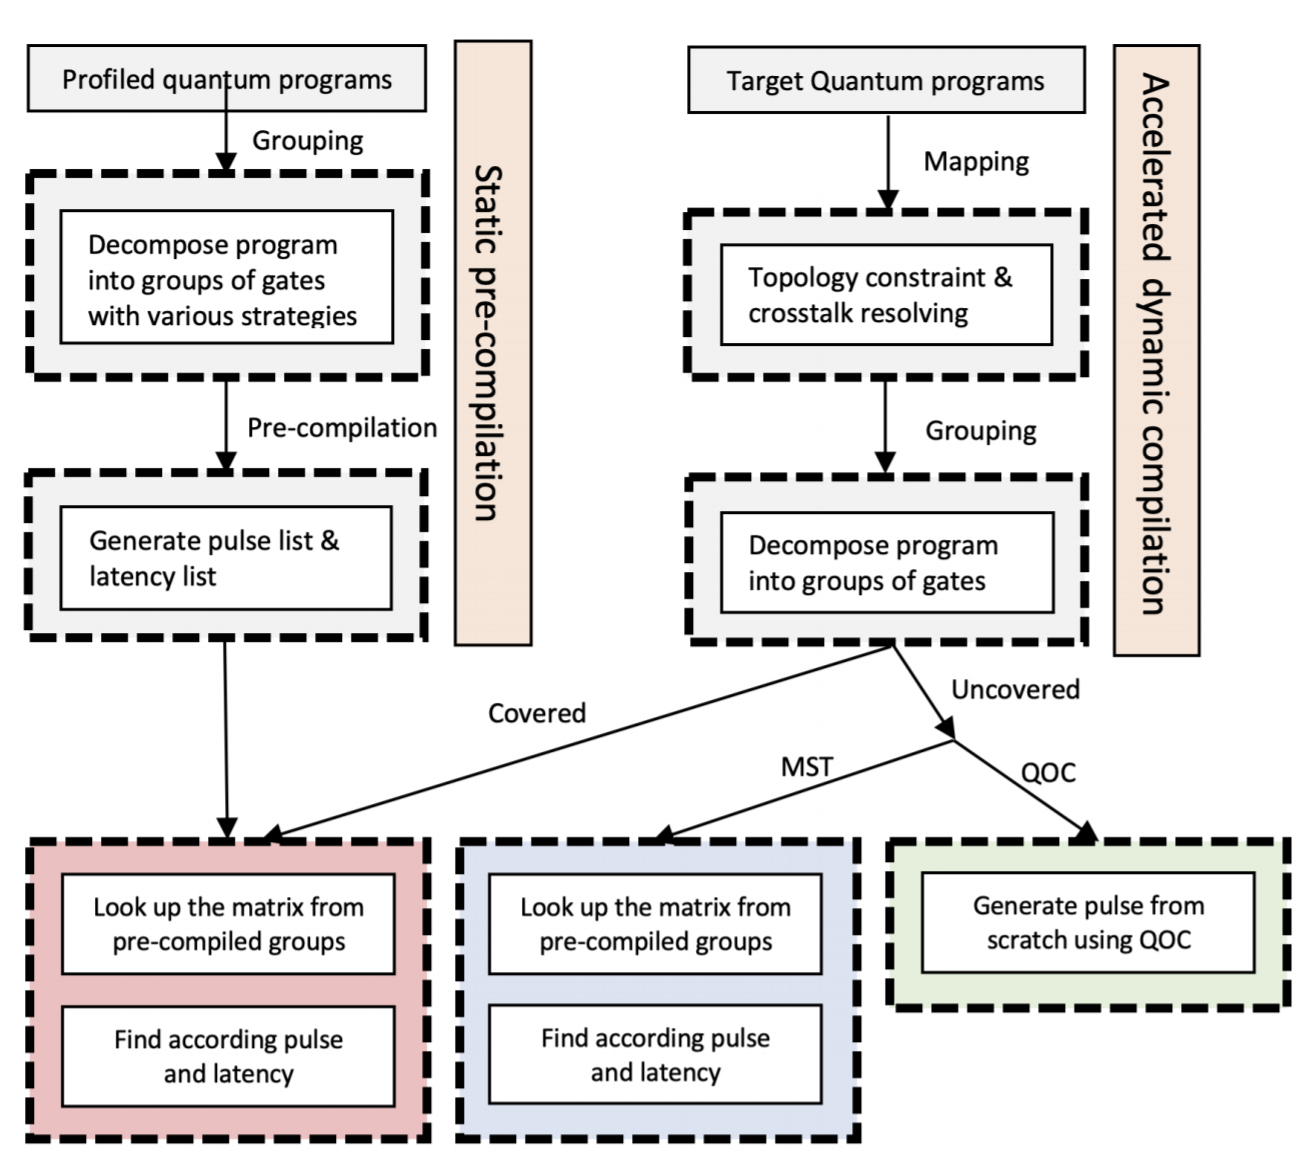 Profiled quantum programs
Grouping
Decompose program
into groups of gates
with various strategies
Pre-compilation
Generate pulse list &
latency list
Static pre-compilation
Target Quantum programs
Mapping
Topology constraint &
crosstalk resolving
Grouping
Decompose program
into groups of gates
Accelerated dynamic compilation
Covered
Uncovered
MST
QOC
Look up the matrix from
pre-compiled groups
Find according pulse
and latency
Look up the matrix from
pre-compiled groups
Find according pulse
and latency
Generate pulse from
scratch using QOC